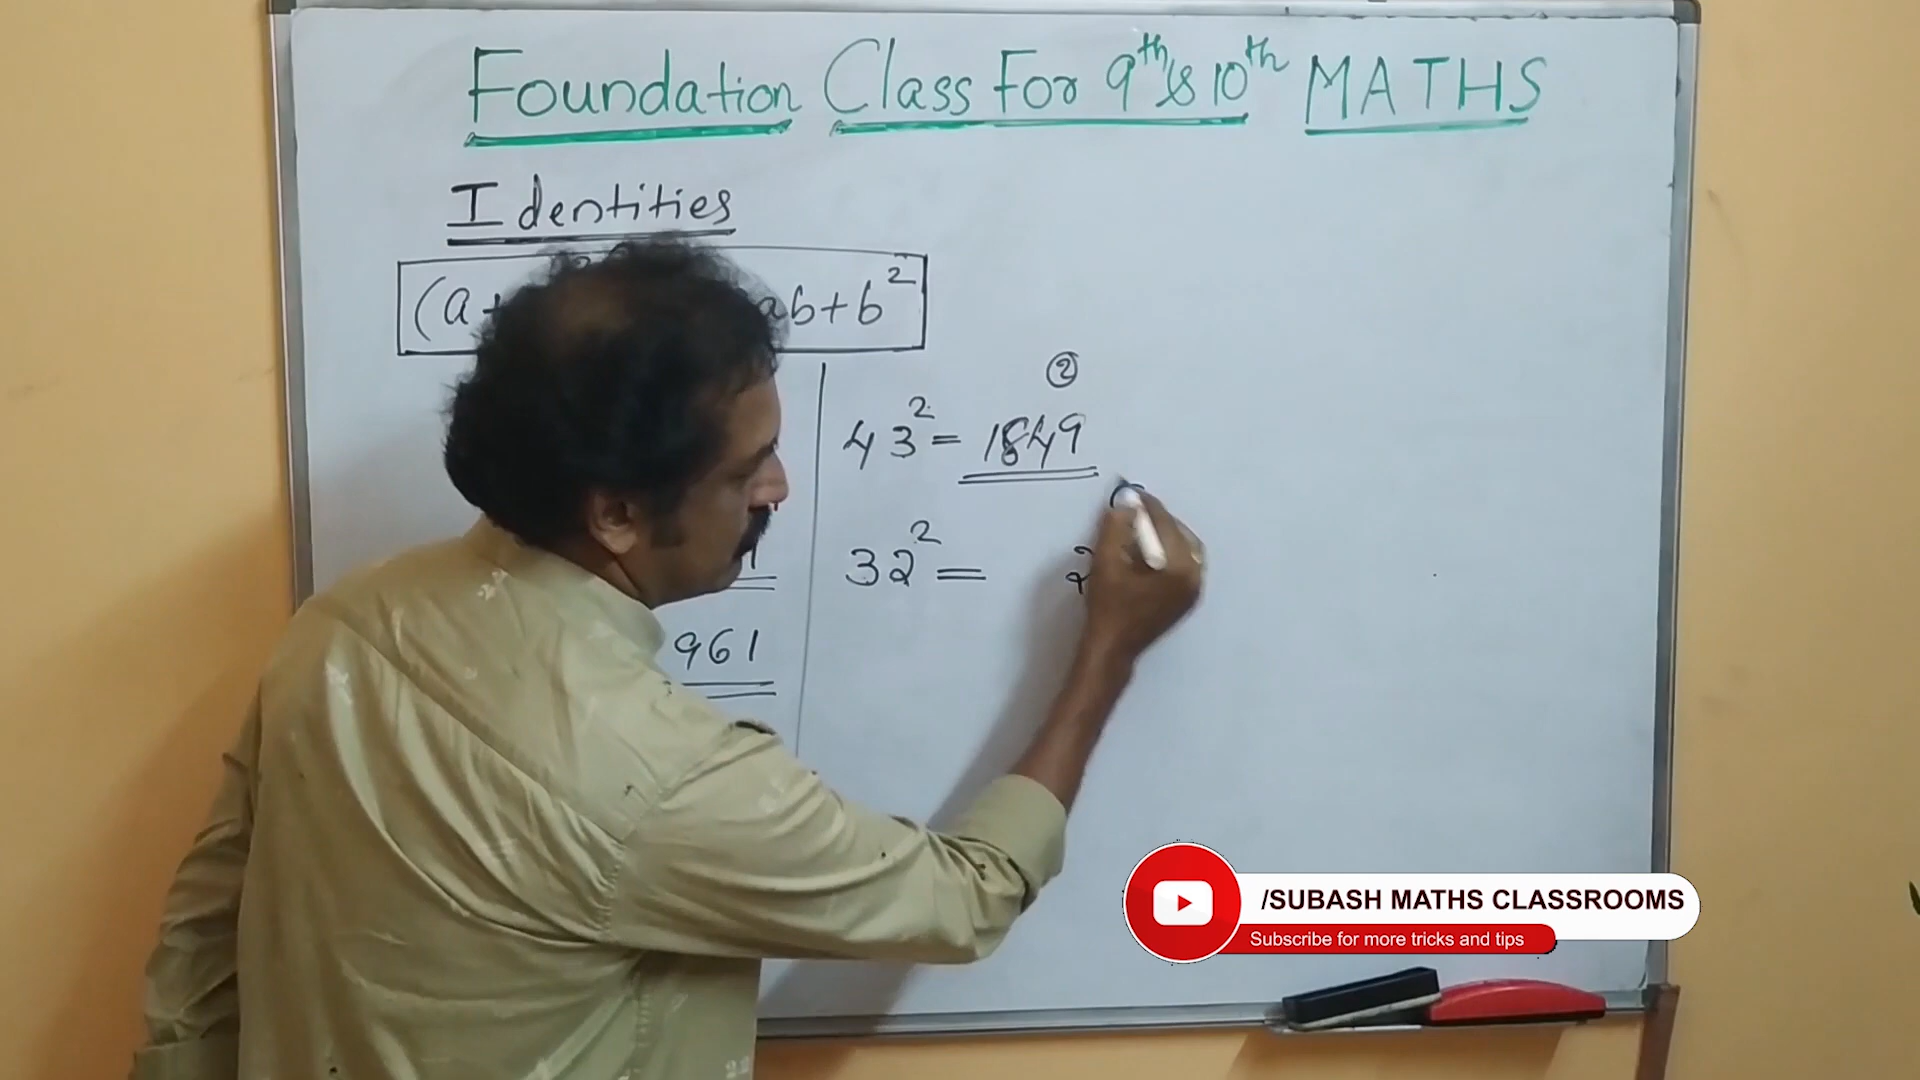 Foundation Class For 9th & 10th MATHS
Identities
(a+ ab+b²
②
43² = 1849
32² =
961
/SUBASH MATHS CLASSROOMS
Subscribe for more tricks and tips